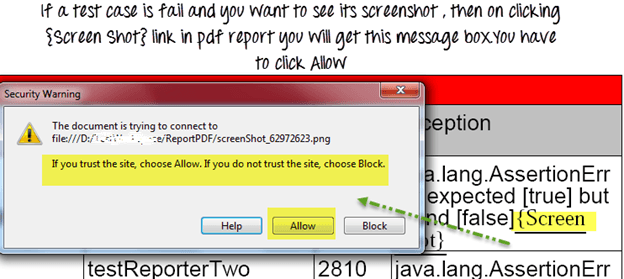 If a test case is fail and you want to see its screenshot , then on clicking
{Screen Shot} link in pdf report you will get this message box.You have
to click Allow
Security Warning
The document is trying to connect to
file:///D:/ /ReportPDF/screenShot_62972623.png
If you trust the site, choose Allow. If you do not trust the site, choose Block.
Help Allow Block
ception
va.lang.AssertionErr
expected [true] but
nd [false] {Screen
ot}
testReporterTwo 2810 java.lang.AssertionErr